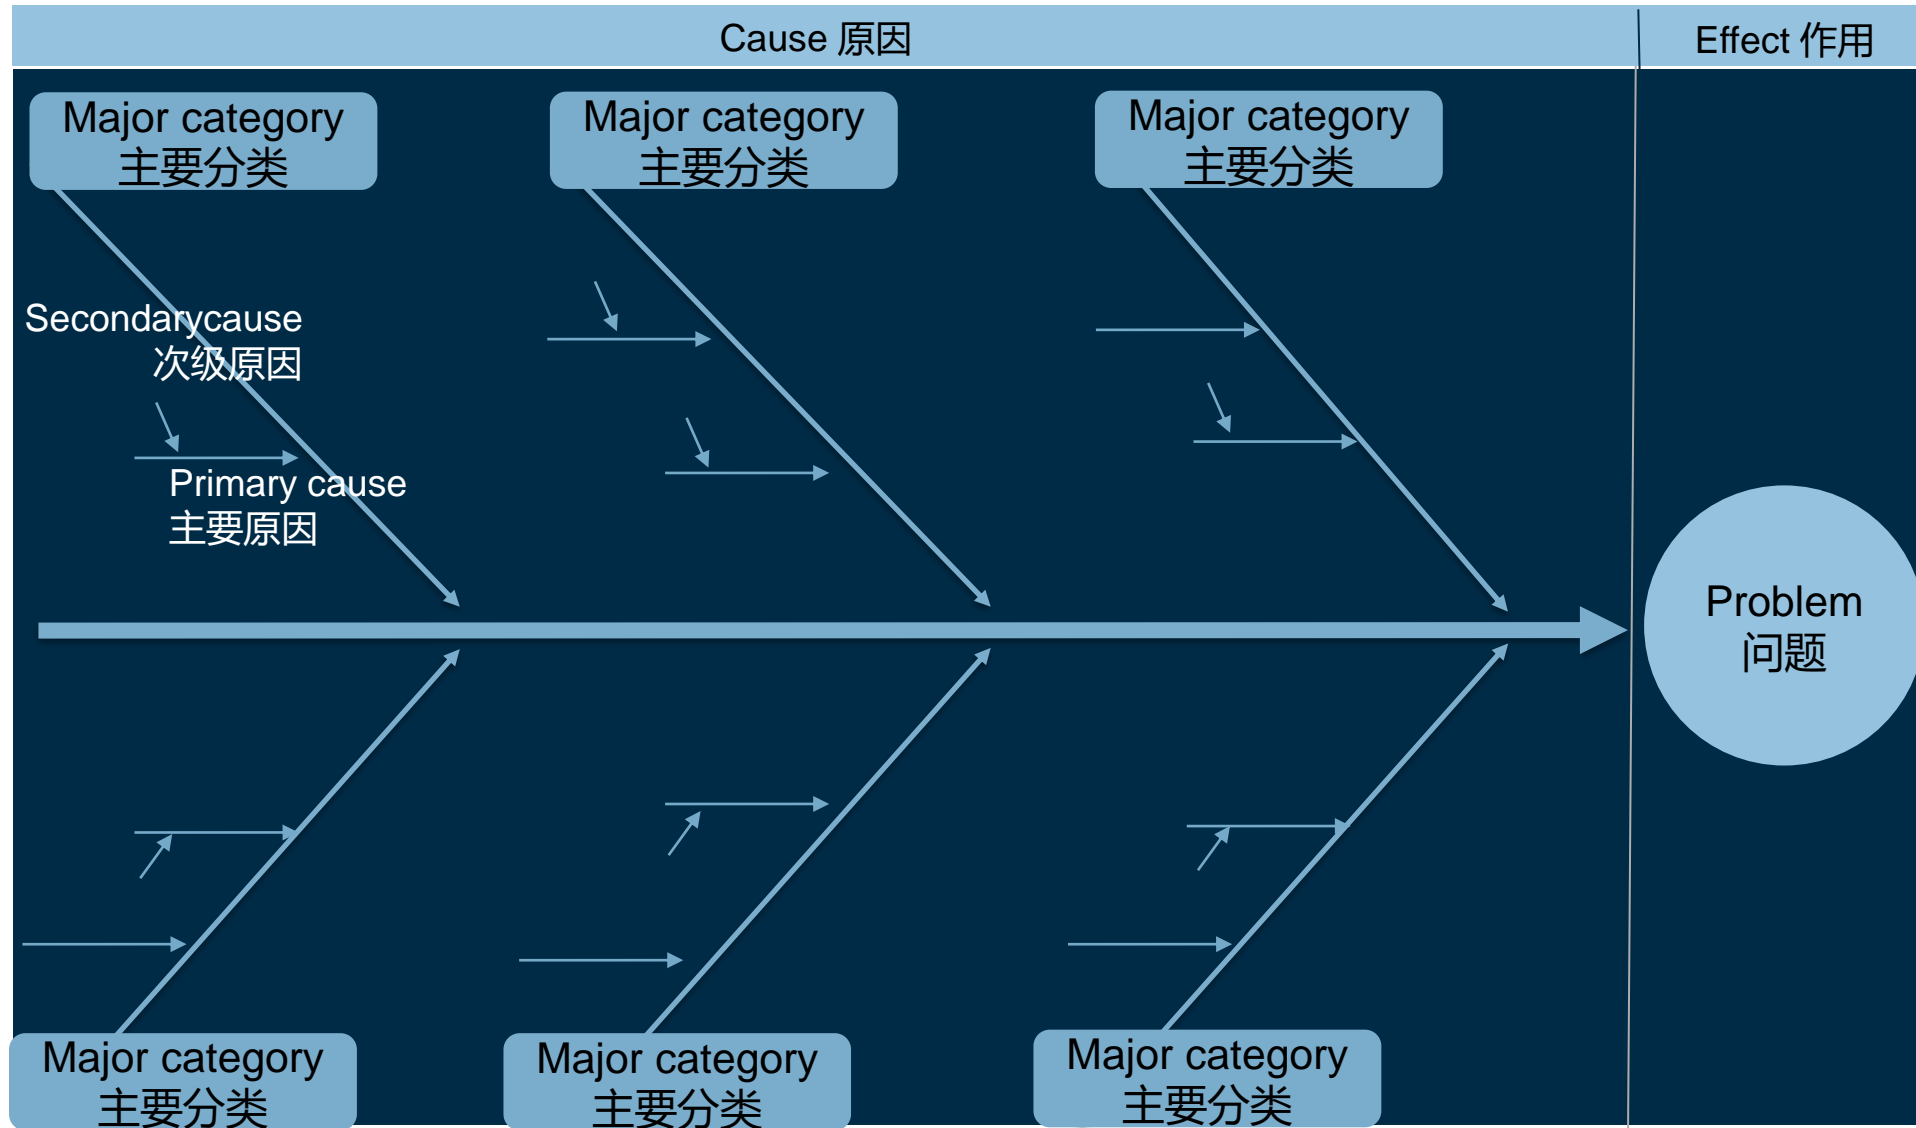 Cause 原因
Effect 作用
Major category
主要分类
Major category
主要分类
Major category
主要分类
Secondarycause
次级原因
Primary cause
主要原因
Problem
问题
Major category
主要分类
Major category
主要分类
Major category
主要分类